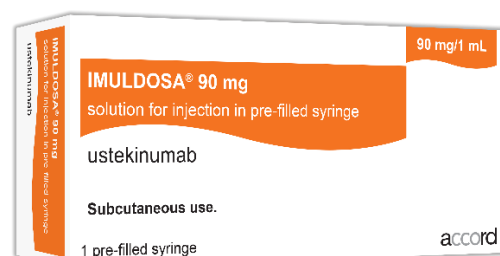 90 mg/1 mL
IMULDOSA® 90 mg
solution for injection in pre-filled syringe
ustekinumab
Subcutaneous use.
1 pre-filled syringe
accord
IMULDOSA® 90 mg
solution for injection in pre filled syringe
ustekinumab